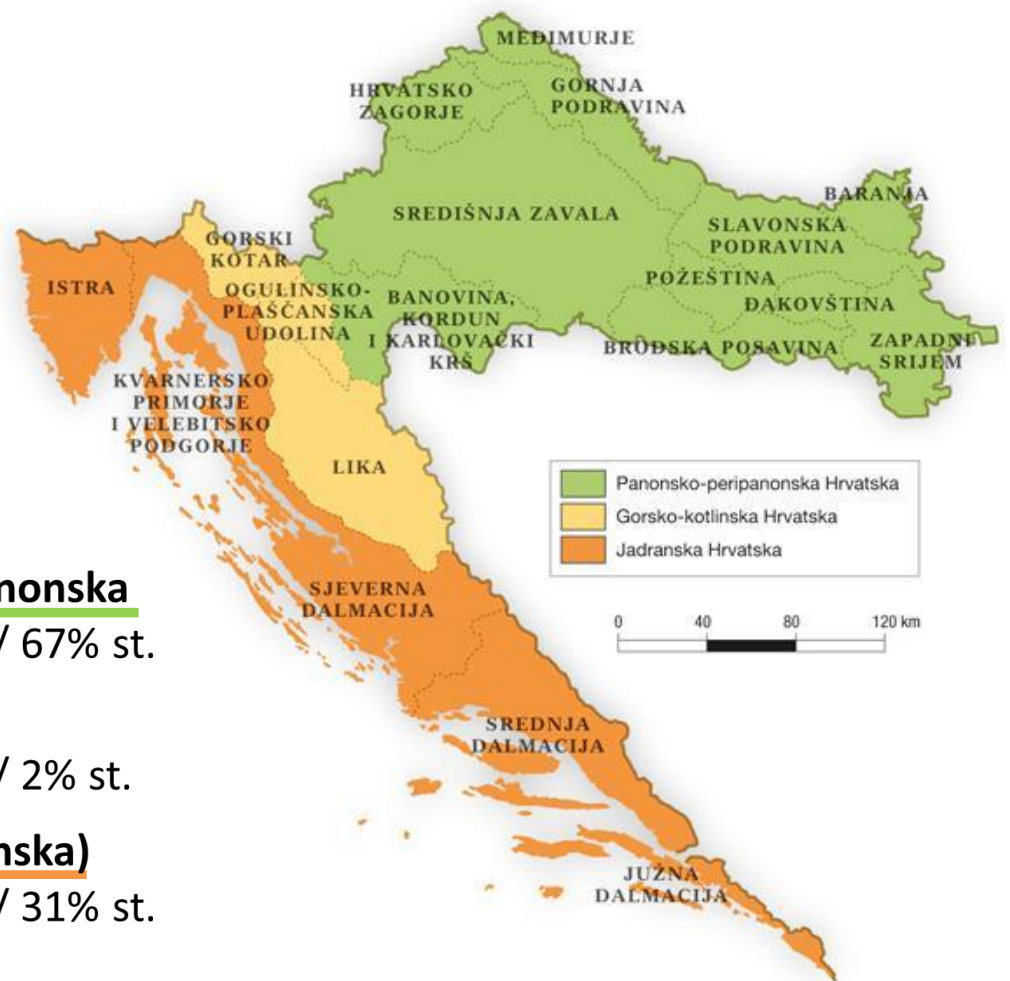 MEĐIMURJE
HRVATSKO
ZAGORJE
GORNJA
PODRAVINA
BARANJA
SREDIŠNJA ZAVALA
SLAVONSKA
PODRAVINA
GORSKI
KOTAR
ISTRA
OGULINSKO-
PLAŠČANSKA
UDOLINA
BANOVINA,
KORDUN
I KARLOVAČKI
KRŠ
POŽEŠTINA
ĐAKOVŠTINA
BRODSKA POSAVINA
ZAPADNI
SRIJEM
KVARNERSKO
PRIMORJE
I VELEBITSKO
PODGORJE
LIKA
Panonsko-peripanonska Hrvatska
Gorsko-kotlinska Hrvatska
Jadranska Hrvatska
nonska
/ 67% st.
SJEVERNA
DALMACIJA
0 40 80 120 km
/ 2% st.
SREDNJA
DALMACIJA
nska)
/ 31% st.
JUŽNA
DALMACIJA